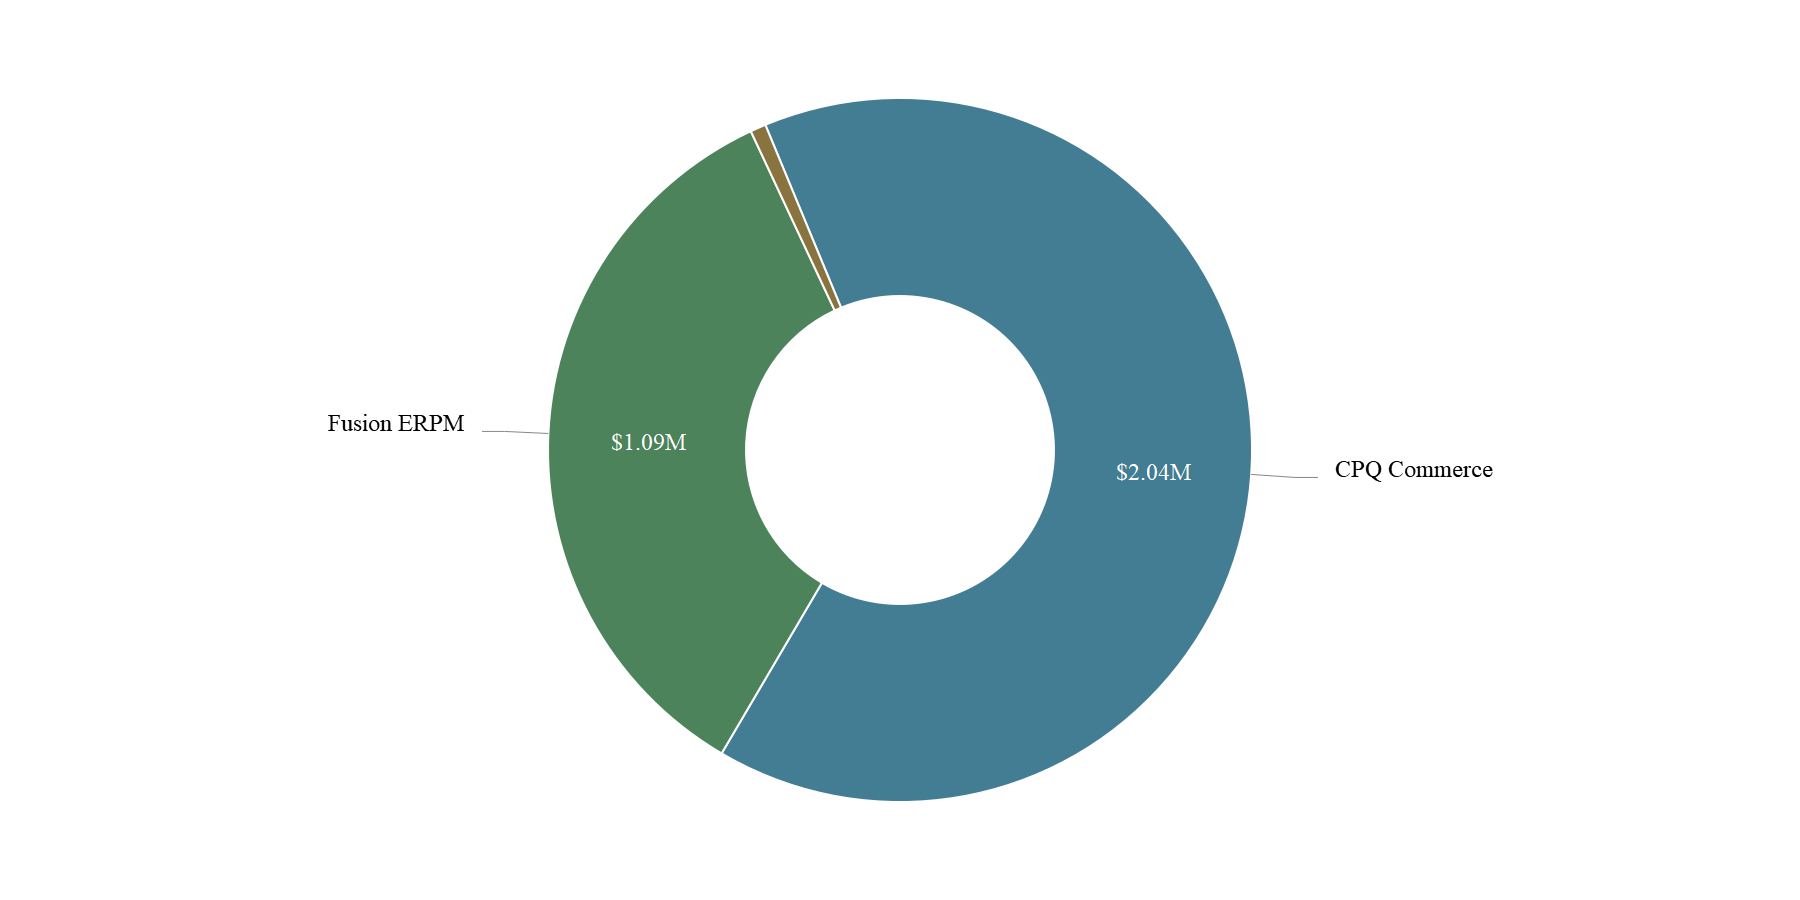 Fusion ERPM
$1.09M
$2.04M
CPQ Commerce